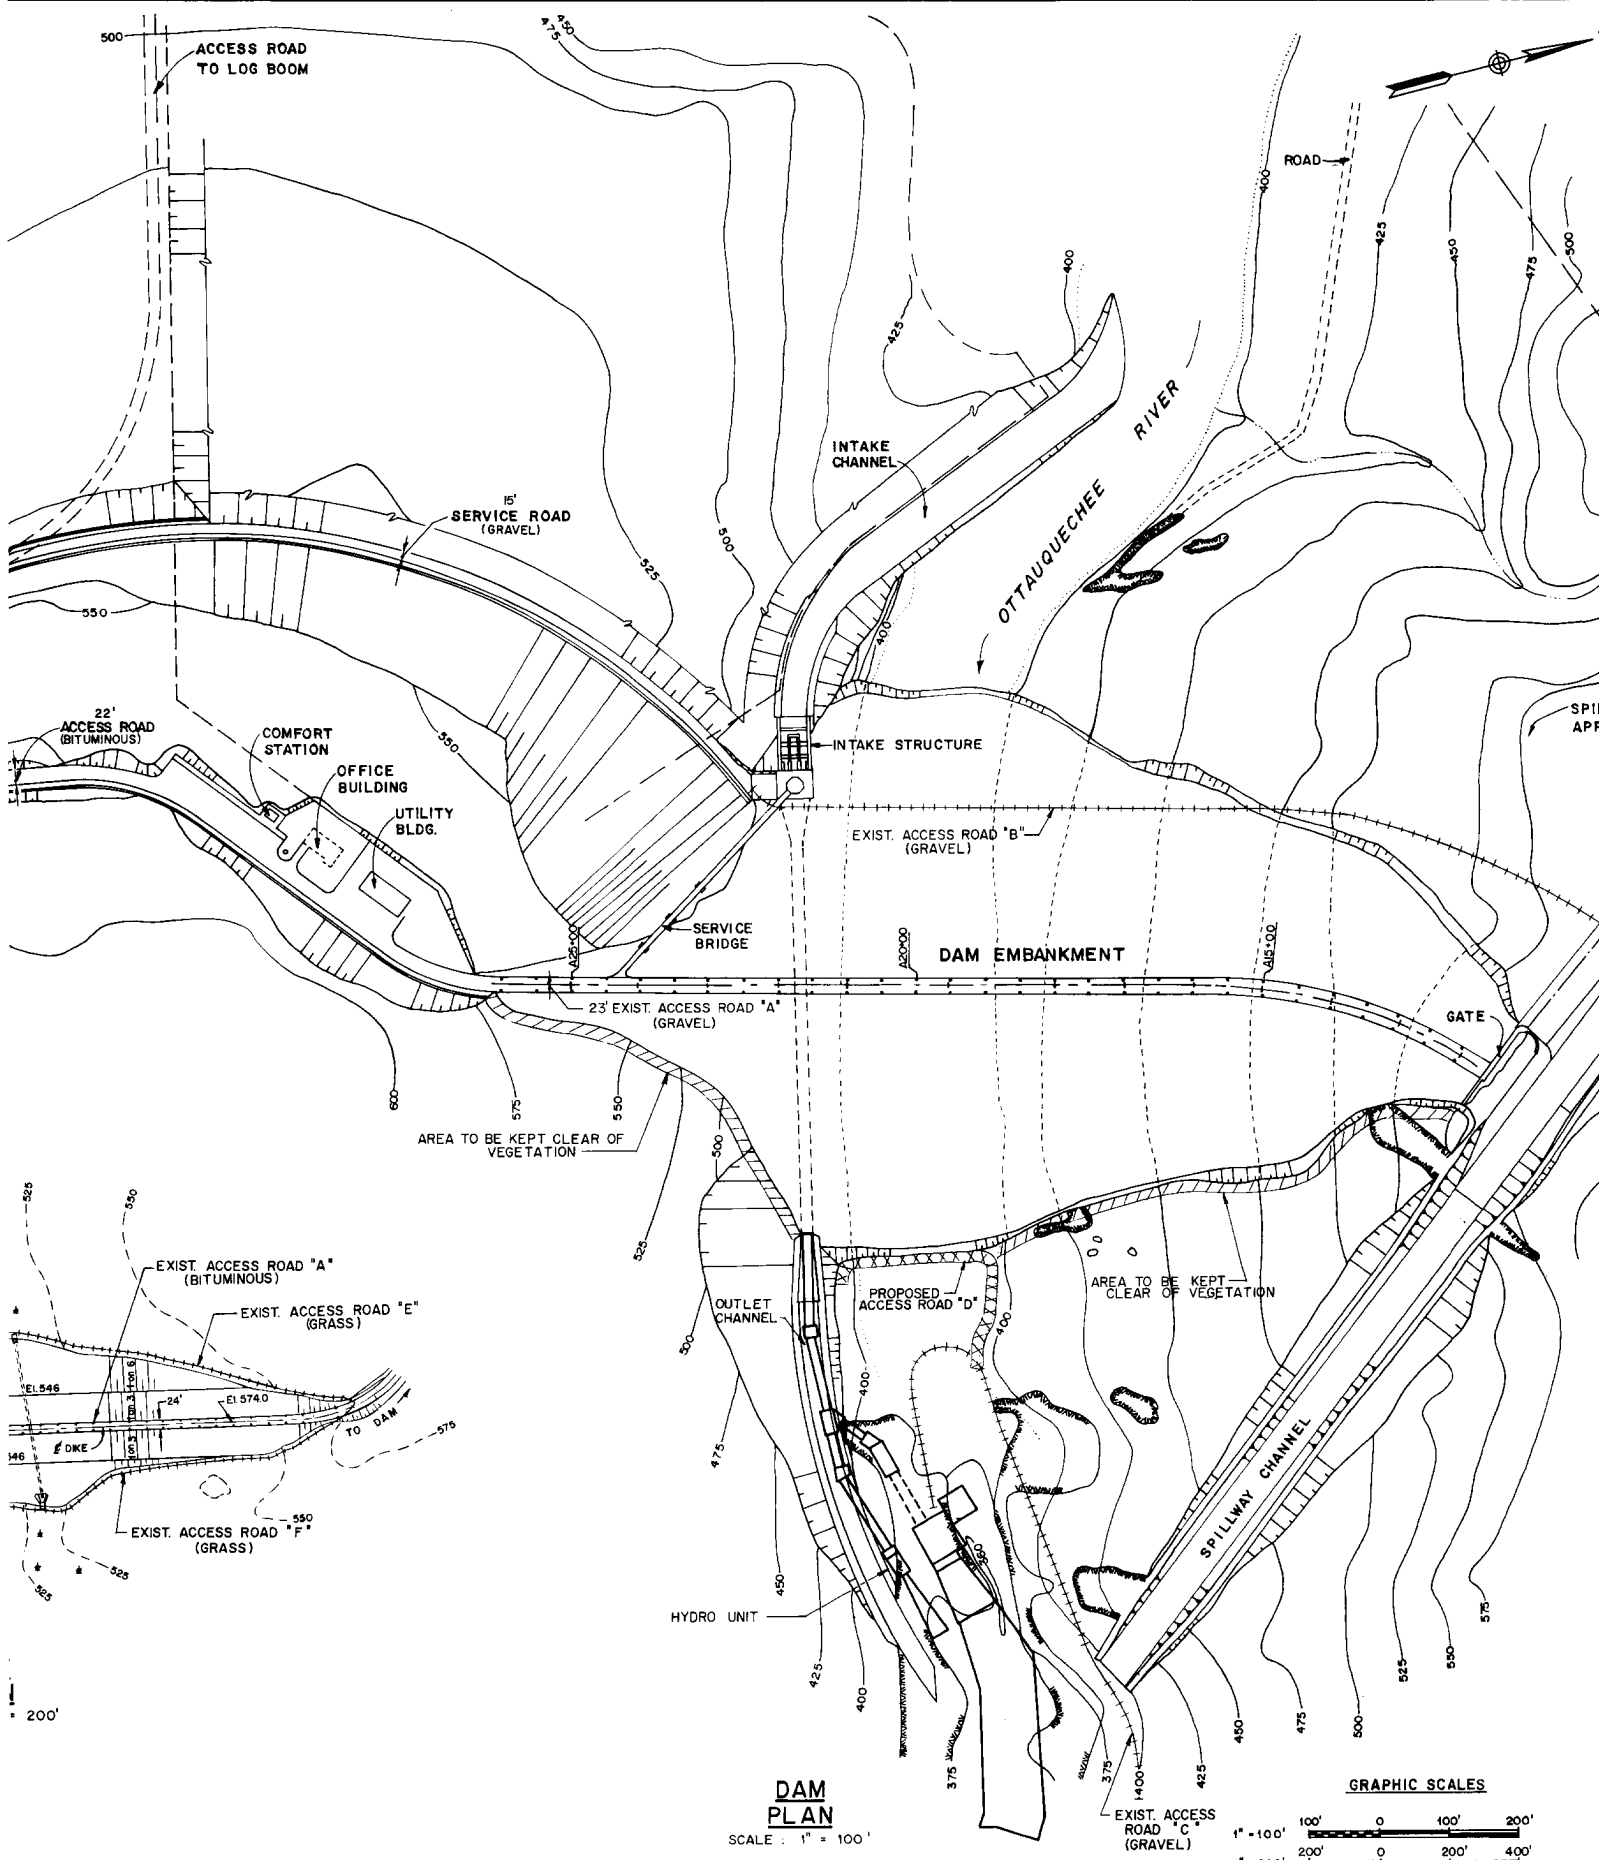 500
ACCESS ROAD
TO LOG BOOM
450
475
ROAD
400
425
450
475
500
400
425
INTAKE
CHANNEL
OTTAUQUECHEE RIVER
15'
SERVICE ROAD
(GRAVEL)
500
525
550
400
22'
ACCESS ROAD
(BITUMINOUS)
COMFORT
STATION
OFFICE
BUILDING
UTILITY
BLDG.
550
INTAKE STRUCTURE
EXIST. ACCESS ROAD "B"
(GRAVEL)
SERVICE
BRIDGE
A25+00
A20+00
A15+00
DAM EMBANKMENT
23' EXIST. ACCESS ROAD "A"
(GRAVEL)
GATE
600
575
550
AREA TO BE KEPT CLEAR OF
VEGETATION
500
525
525
550
EXIST. ACCESS ROAD "A"
(BITUMINOUS)
EXIST. ACCESS ROAD "E"
(GRASS)
El.546
24'
El.574.0
℄ DIKE
TO DAM
575
546
EXIST. ACCESS ROAD "F"
(GRASS)
550
525
525
= 200'
OUTLET
CHANNEL
PROPOSED
ACCESS ROAD "D"
AREA TO BE KEPT
CLEAR OF VEGETATION
500
400
400
475
450
SPILLWAY CHANNEL
HYDRO UNIT
425
400
375
375
400
425
450
475
500
525
550
575
EXIST. ACCESS
ROAD "C"
(GRAVEL)
DAM
PLAN
SCALE : 1" = 100'
GRAPHIC SCALES
1" = 100'
100' 0 100' 200'
200' 0 200' 400'